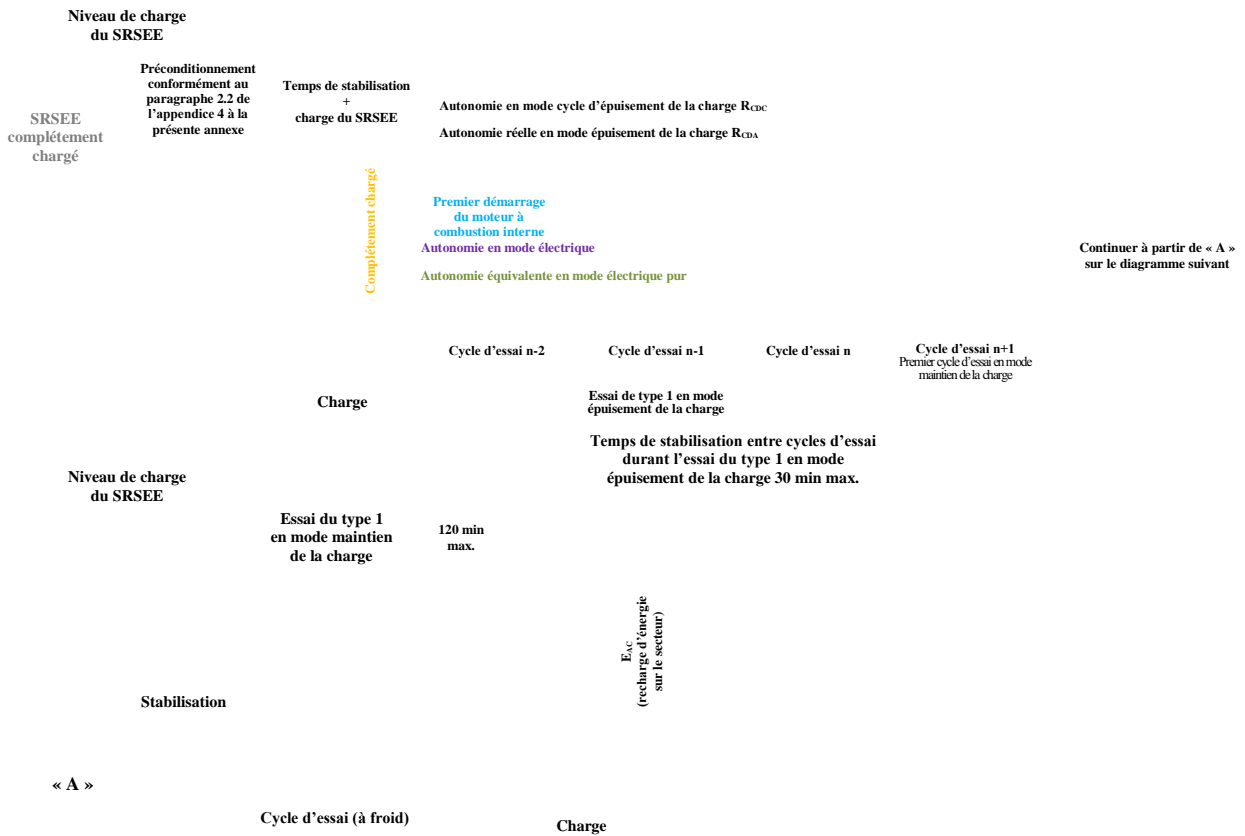 Niveau de charge
du SRSEE
Préconditionnement
conformément au
paragraphe 2.2 de
l'appendice 4 à la
présente annexe
Temps de stabilisation
+
charge du SRSEE
Autonomie en mode cycle d'épuisement de la charge RCDC
Autonomie réelle en mode épuisement de la charge RCDA
SRSEE
complétement
chargé
Complétement chargé
Premier démarrage
du moteur à
combustion interne
Autonomie en mode électrique
Autonomie équivalente en mode électrique pur
Continuer à partir de « A »
sur le diagramme suivant
Cycle d'essai n-2
Cycle d'essai n-1
Cycle d'essai n
Cycle d'essai n+1
Premier cycle d'essai en mode
maintien de la charge
Charge
Essai de type 1 en mode
épuisement de la charge
Temps de stabilisation entre cycles d'essai
durant l'essai du type 1 en mode
épuisement de la charge 30 min max.
Niveau de charge
du SRSEE
Essai du type 1
en mode maintien
de la charge
120 min
max.
EAC
(recharge d'énergie
sur le secteur)
Stabilisation
« A »
Cycle d'essai (à froid)
Charge